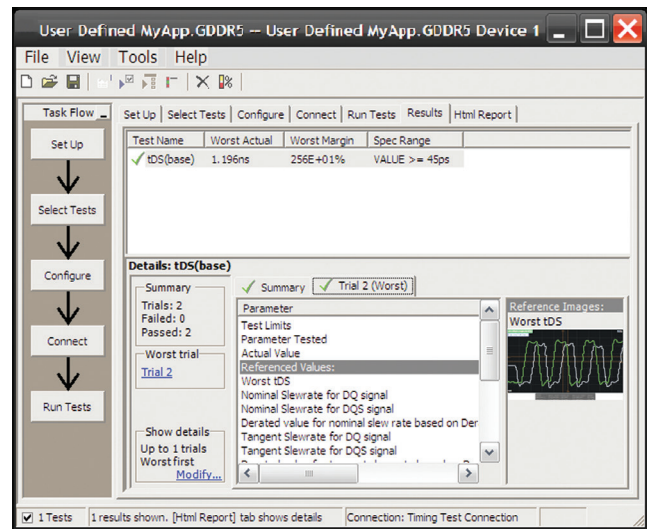 User Defined MyApp.GDDR5 -- User Defined MyApp.GDDR5 Device 1
File View Tools Help
Task Flow
Set Up | Select Tests | Configure | Connect | Run Tests | Results | Html Report
Set Up
Select Tests
Configure
Connect
Run Tests
Test Name Worst Actual Worst Margin Spec Range
tDS(base) 1.196ns 256E+01% VALUE >= 45ps
Details: tDS(base)
Summary
Trials: 2
Failed: 0
Passed: 2
Worst trial
Trial 2
Show details
Up to 1 trials
Worst first
Modify...
Summary Trial 2 (Worst)
Parameter
Test Limits
Parameter Tested
Actual Value
Referenced Values:
Worst tDS
Nominal Slewrate for DQ signal
Nominal Slewrate for DQS signal
Derated value for nominal slew rate based on Der
Tangent Slewrate for DQ signal
Tangent Slewrate for DQS signal
Reference Images:
Worst tDS
1 Tests 1 results shown. [Html Report] tab shows details Connection: Timing Test Connection